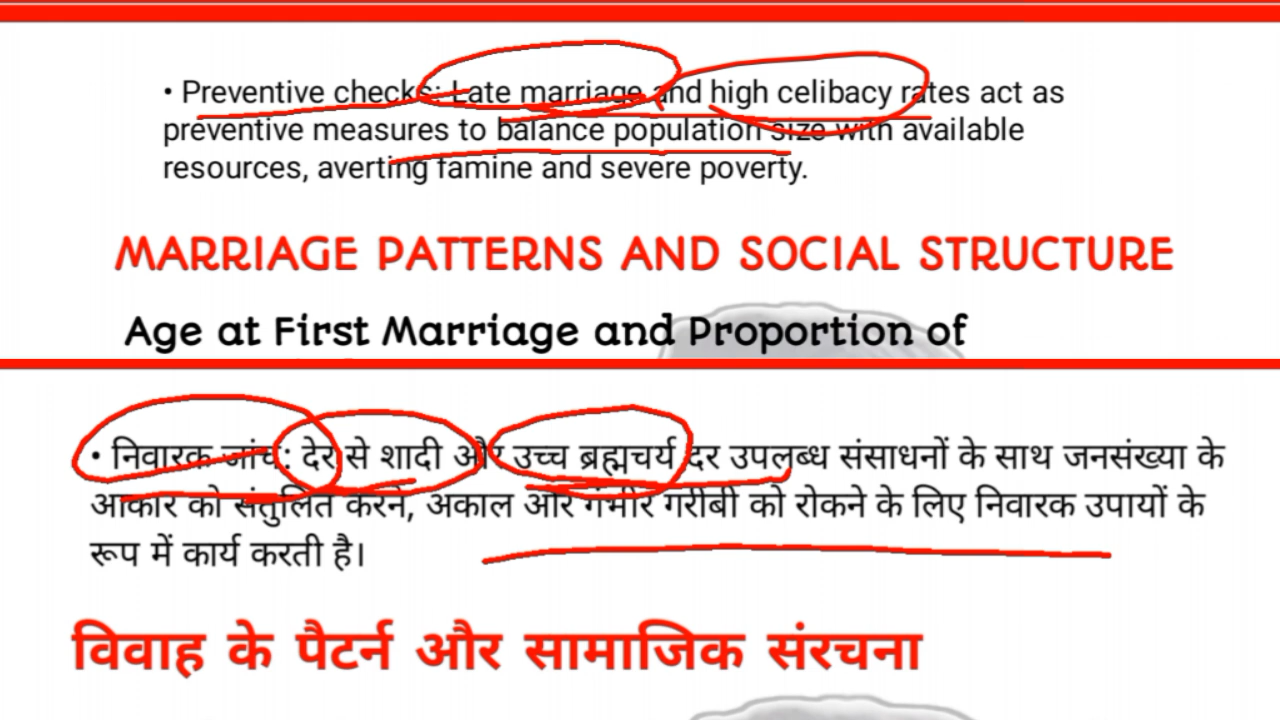 • Preventive checks: Late marriage and high celibacy rates act as
preventive measures to balance population size with available
resources, averting famine and severe poverty.
MARRIAGE PATTERNS AND SOCIAL STRUCTURE
Age at First Marriage and Proportion of
• निवारक जांच: देर से शादी और उच्च ब्रह्मचर्य दर उपलब्ध संसाधनों के साथ जनसंख्या के
आकार को संतुलित करने, अकाल और गंभीर गरीबी को रोकने के लिए निवारक उपायों के
रूप में कार्य करती है।
विवाह के पैटर्न और सामाजिक संरचना